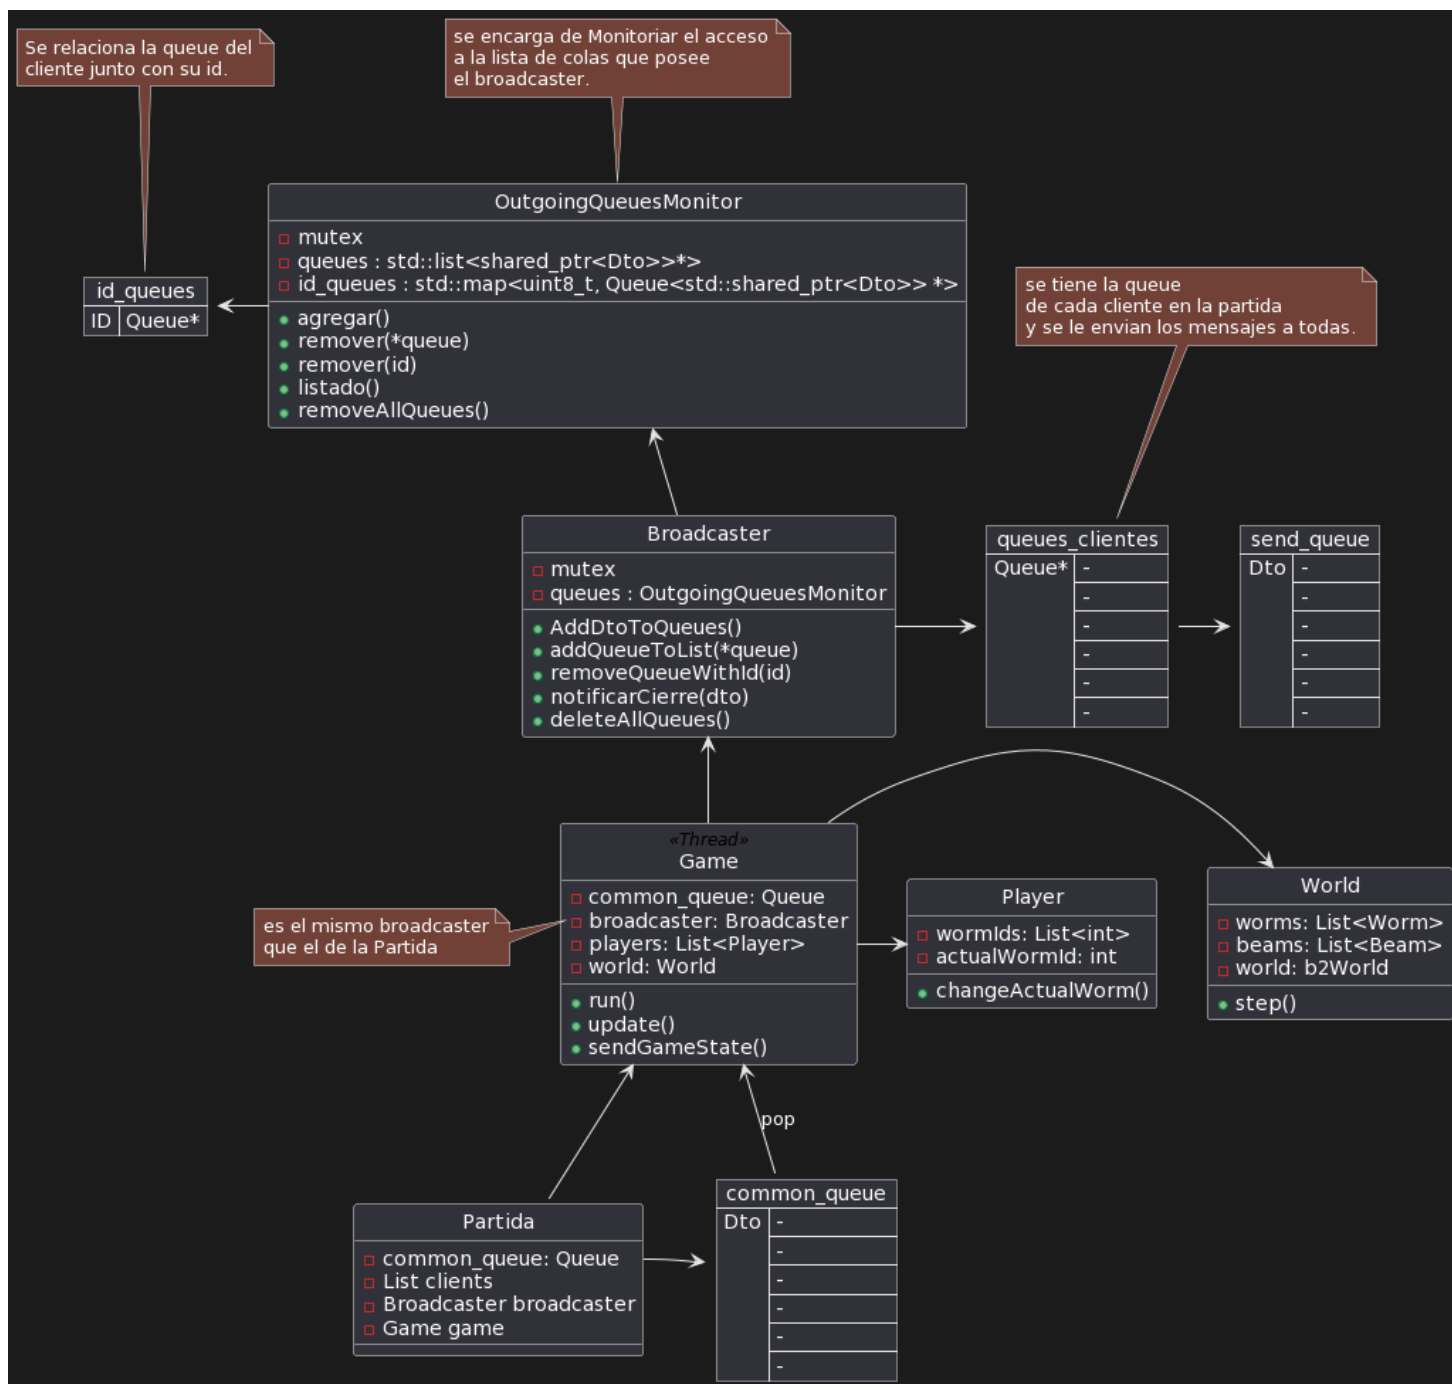 Se relaciona la queue del
cliente junto con su id.
se encarga de Monitoriar el acceso
a la lista de colas que posee
el broadcaster.
OutgoingQueuesMonitor
mutex
queues : std::list<shared_ptr<Dto>>*>
id_queues : std::map<uint8_t, Queue<std::shared_ptr<Dto>> *>
agregar()
remover(*queue)
remover(id)
listado()
removeAllQueues()
id_queues
ID Queue*
se tiene la queue
de cada cliente en la partida
y se le envian los mensajes a todas.
Broadcaster
mutex
queues : OutgoingQueuesMonitor
AddDtoToQueues()
addQueueToList(*queue)
removeQueueWithId(id)
notificarCierre(dto)
deleteAllQueues()
queues_clientes
Queue* -
-
-
-
-
-
send_queue
Dto -
-
-
-
-
-
«Thread»
Game
common_queue: Queue
broadcaster: Broadcaster
players: List<Player>
world: World
run()
update()
sendGameState()
es el mismo broadcaster
que el de la Partida
Player
wormIds: List<int>
actualWormId: int
changeActualWorm()
World
worms: List<Worm>
beams: List<Beam>
world: b2World
step()
pop
Partida
common_queue: Queue
List clients
Broadcaster broadcaster
Game game
common_queue
Dto -
-
-
-
-
-